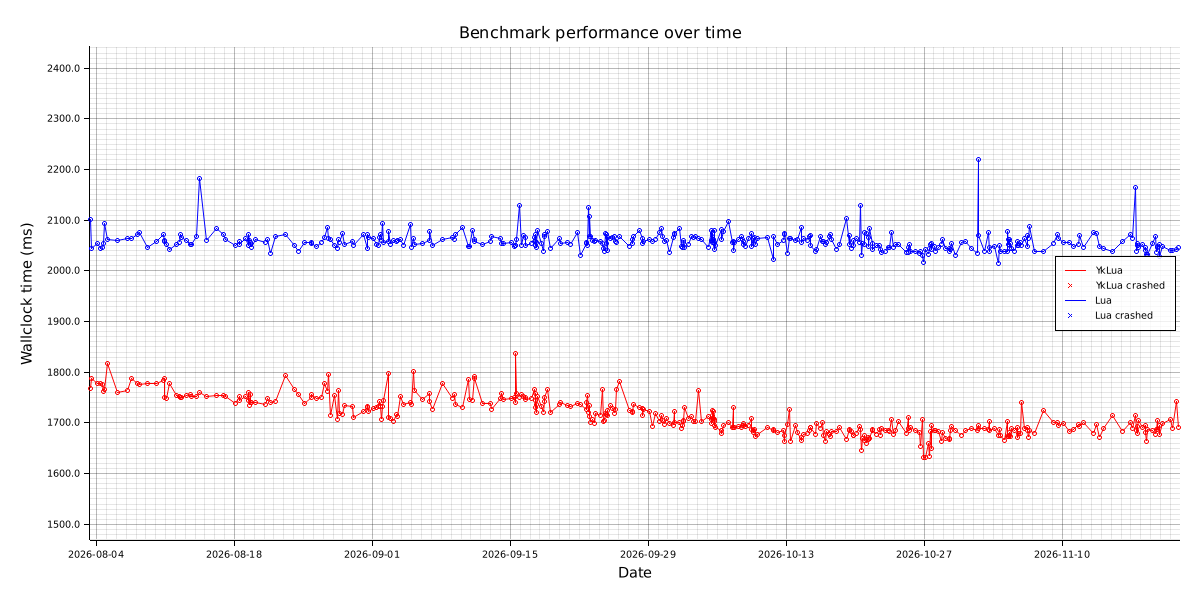 Benchmark performance over time
Wallclock time (ms)
2400.0
2300.0
2200.0
2100.0
2000.0
1900.0
1800.0
1700.0
1600.0
1500.0
YkLua
YkLua crashed
Lua
Lua crashed
2026-08-04 2026-08-18 2026-09-01 2026-09-15 2026-09-29 2026-10-13 2026-10-27 2026-11-10
Date